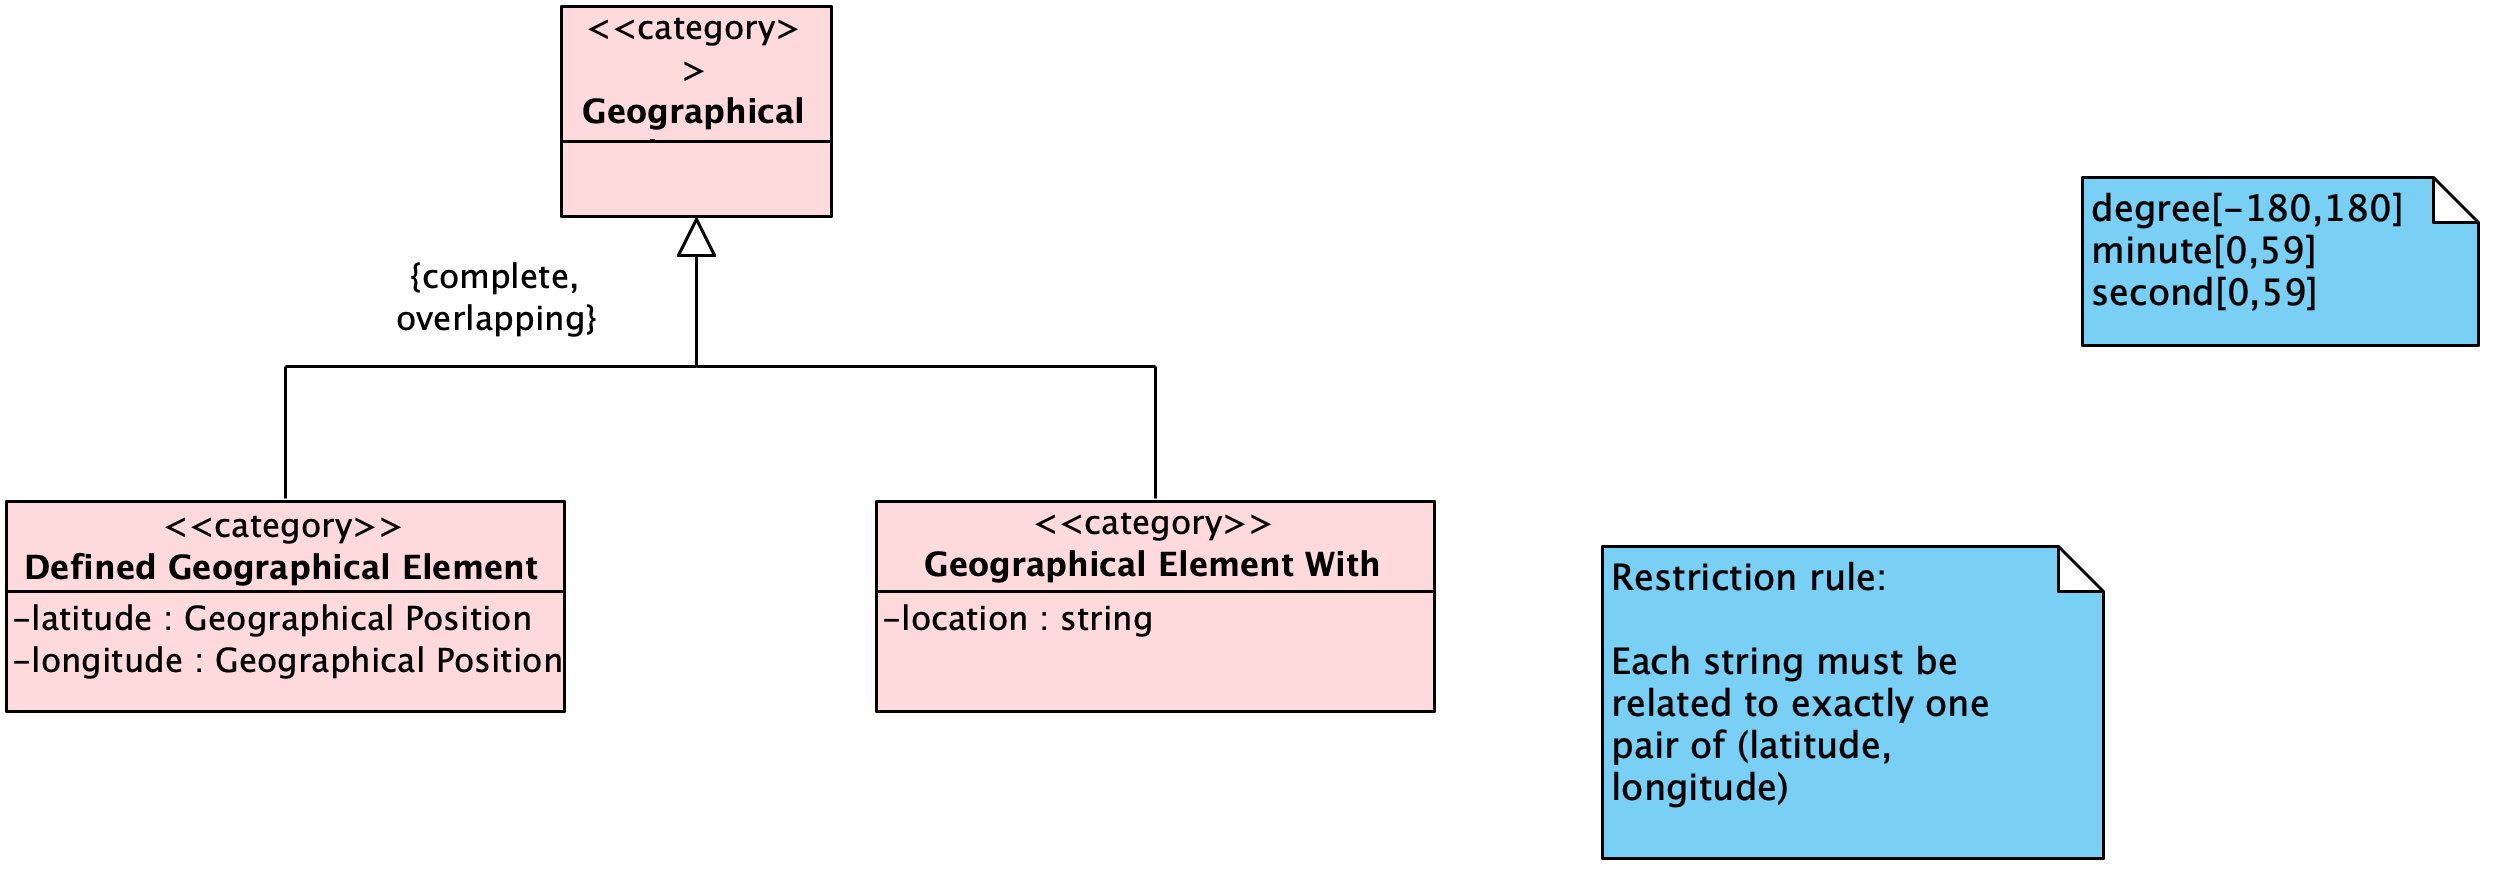 <<category>
>
Geographical
{complete,
overlapping}
degree[-180,180]
minute[0,59]
second[0,59]
<<category>>
Defined Geographical Element
-latitude : Geographical Position
-longitude : Geographical Position
<<category>>
Geographical Element With
-location : string
Restriction rule:
Each string must be
related to exactly one
pair of (latitude,
longitude)